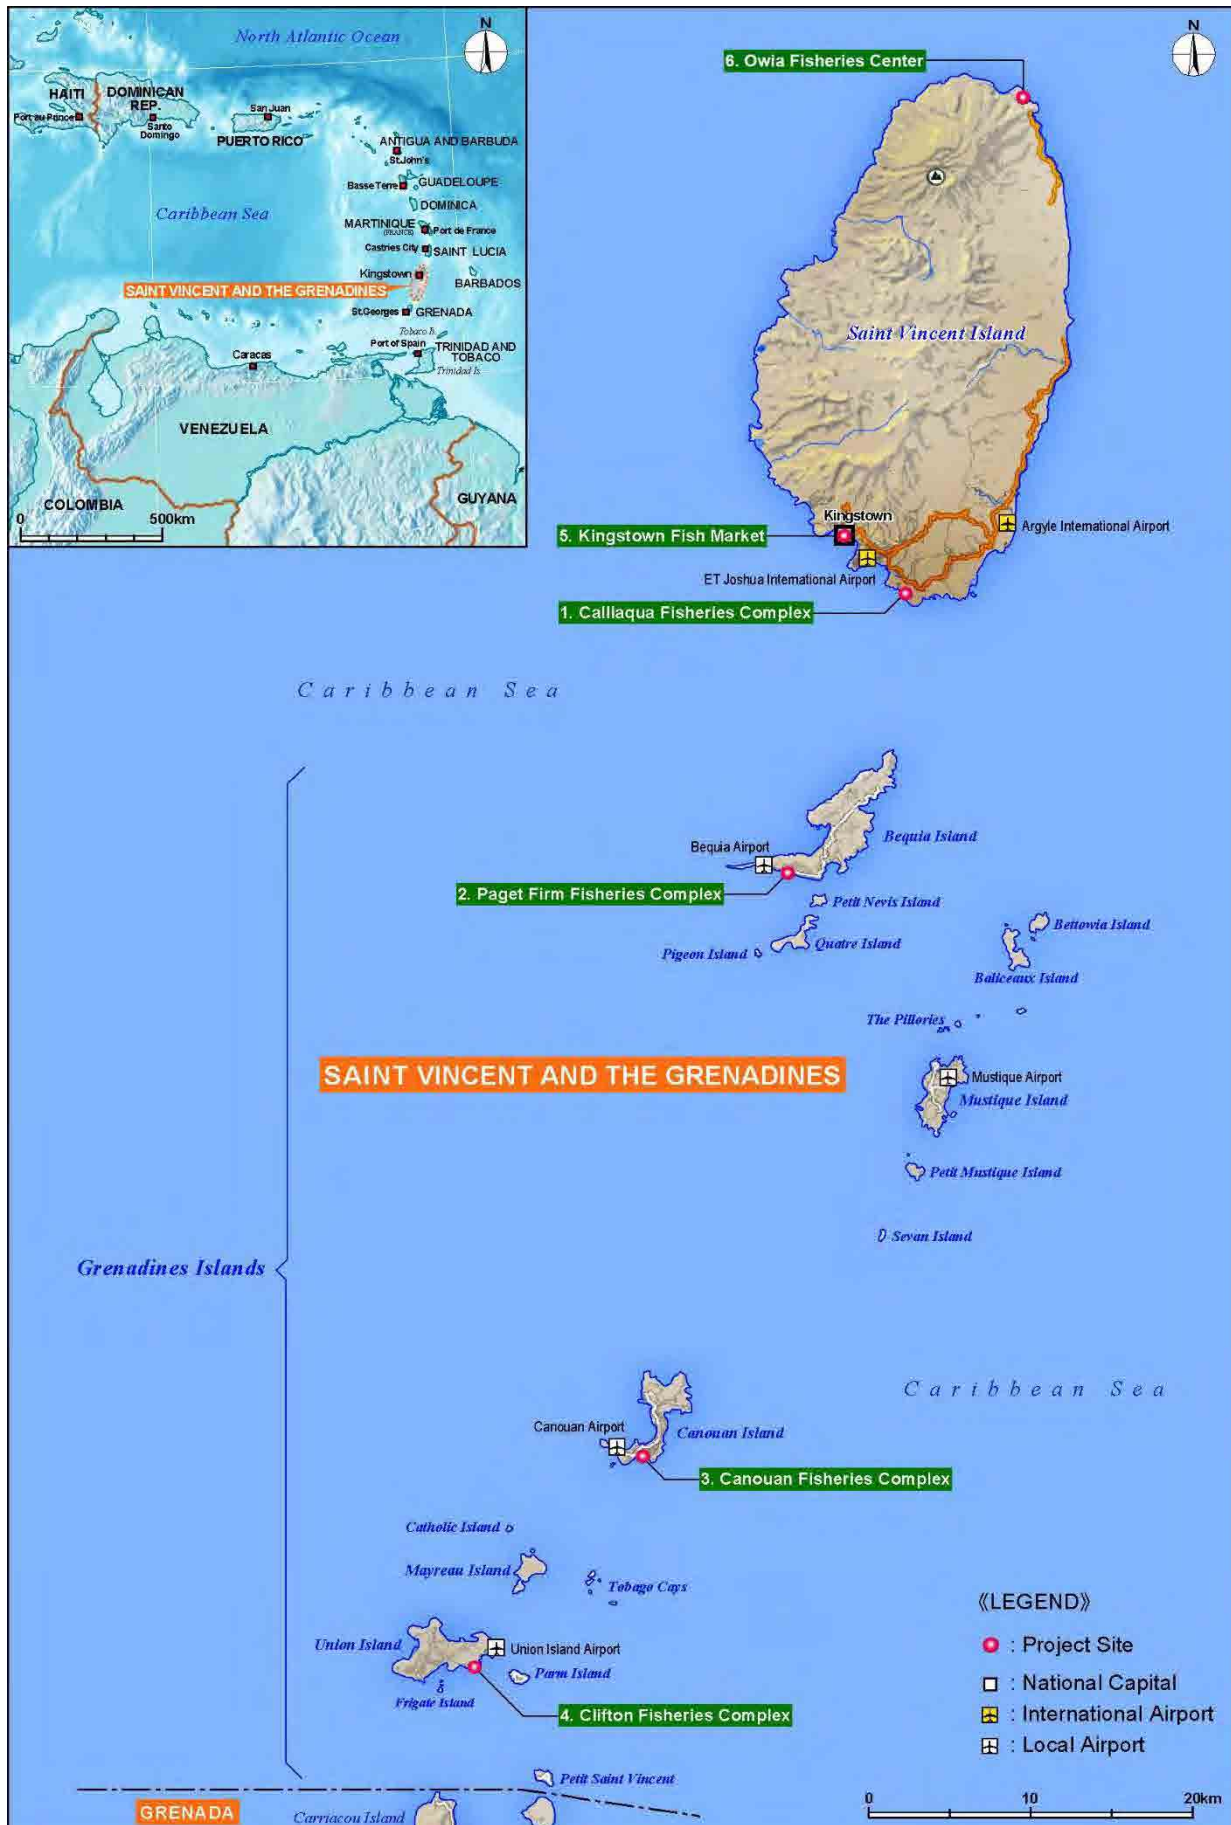 North Atlantic Ocean
N
HAITI
DOMINICAN
REP.
Port au Prince
Santo
Domingo
San Juan
PUERTO RICO
ANTIGUA AND BARBUDA
St.John's
Basse Terre
GUADELOUPE
DOMINICA
Caribbean Sea
MARTINIQUE
(FRANCE)
Port de France
Castries City
SAINT LUCIA
Kingstown
BARBADOS
SAINT VINCENT AND THE GRENADINES
St.Georges
GRENADA
Tobaco Is.
Port of Spain
TRINIDAD AND
TOBACO
Trinidad Is.
Caracas
VENEZUELA
COLOMBIA
GUYANA
0 500km
N
6. Owia Fisheries Center
Saint Vincent Island
Kingstown
5. Kingstown Fish Market
Argyle International Airport
ET Joshua International Airport
1. Calliaqua Fisheries Complex
Caribbean Sea
Bequia Island
Bequia Airport
2. Paget Firm Fisheries Complex
Petit Nevis Island
Bettowia Island
Quatre Island
Pigeon Island
Baliceaux Island
The Pillories
SAINT VINCENT AND THE GRENADINES
Mustique Airport
Mustique Island
Petit Mustique Island
Sevan Island
Grenadines Islands
Caribbean Sea
Canouan Airport
Canouan Island
3. Canouan Fisheries Complex
Catholic Island
Mayreau Island
Tobago Cays
Union Island
Union Island Airport
Parm Island
Frigate Island
4. Clifton Fisheries Complex
《LEGEND》
: Project Site
: National Capital
: International Airport
: Local Airport
Petit Saint Vincent
GRENADA
Carriacou Island
0 10 20km